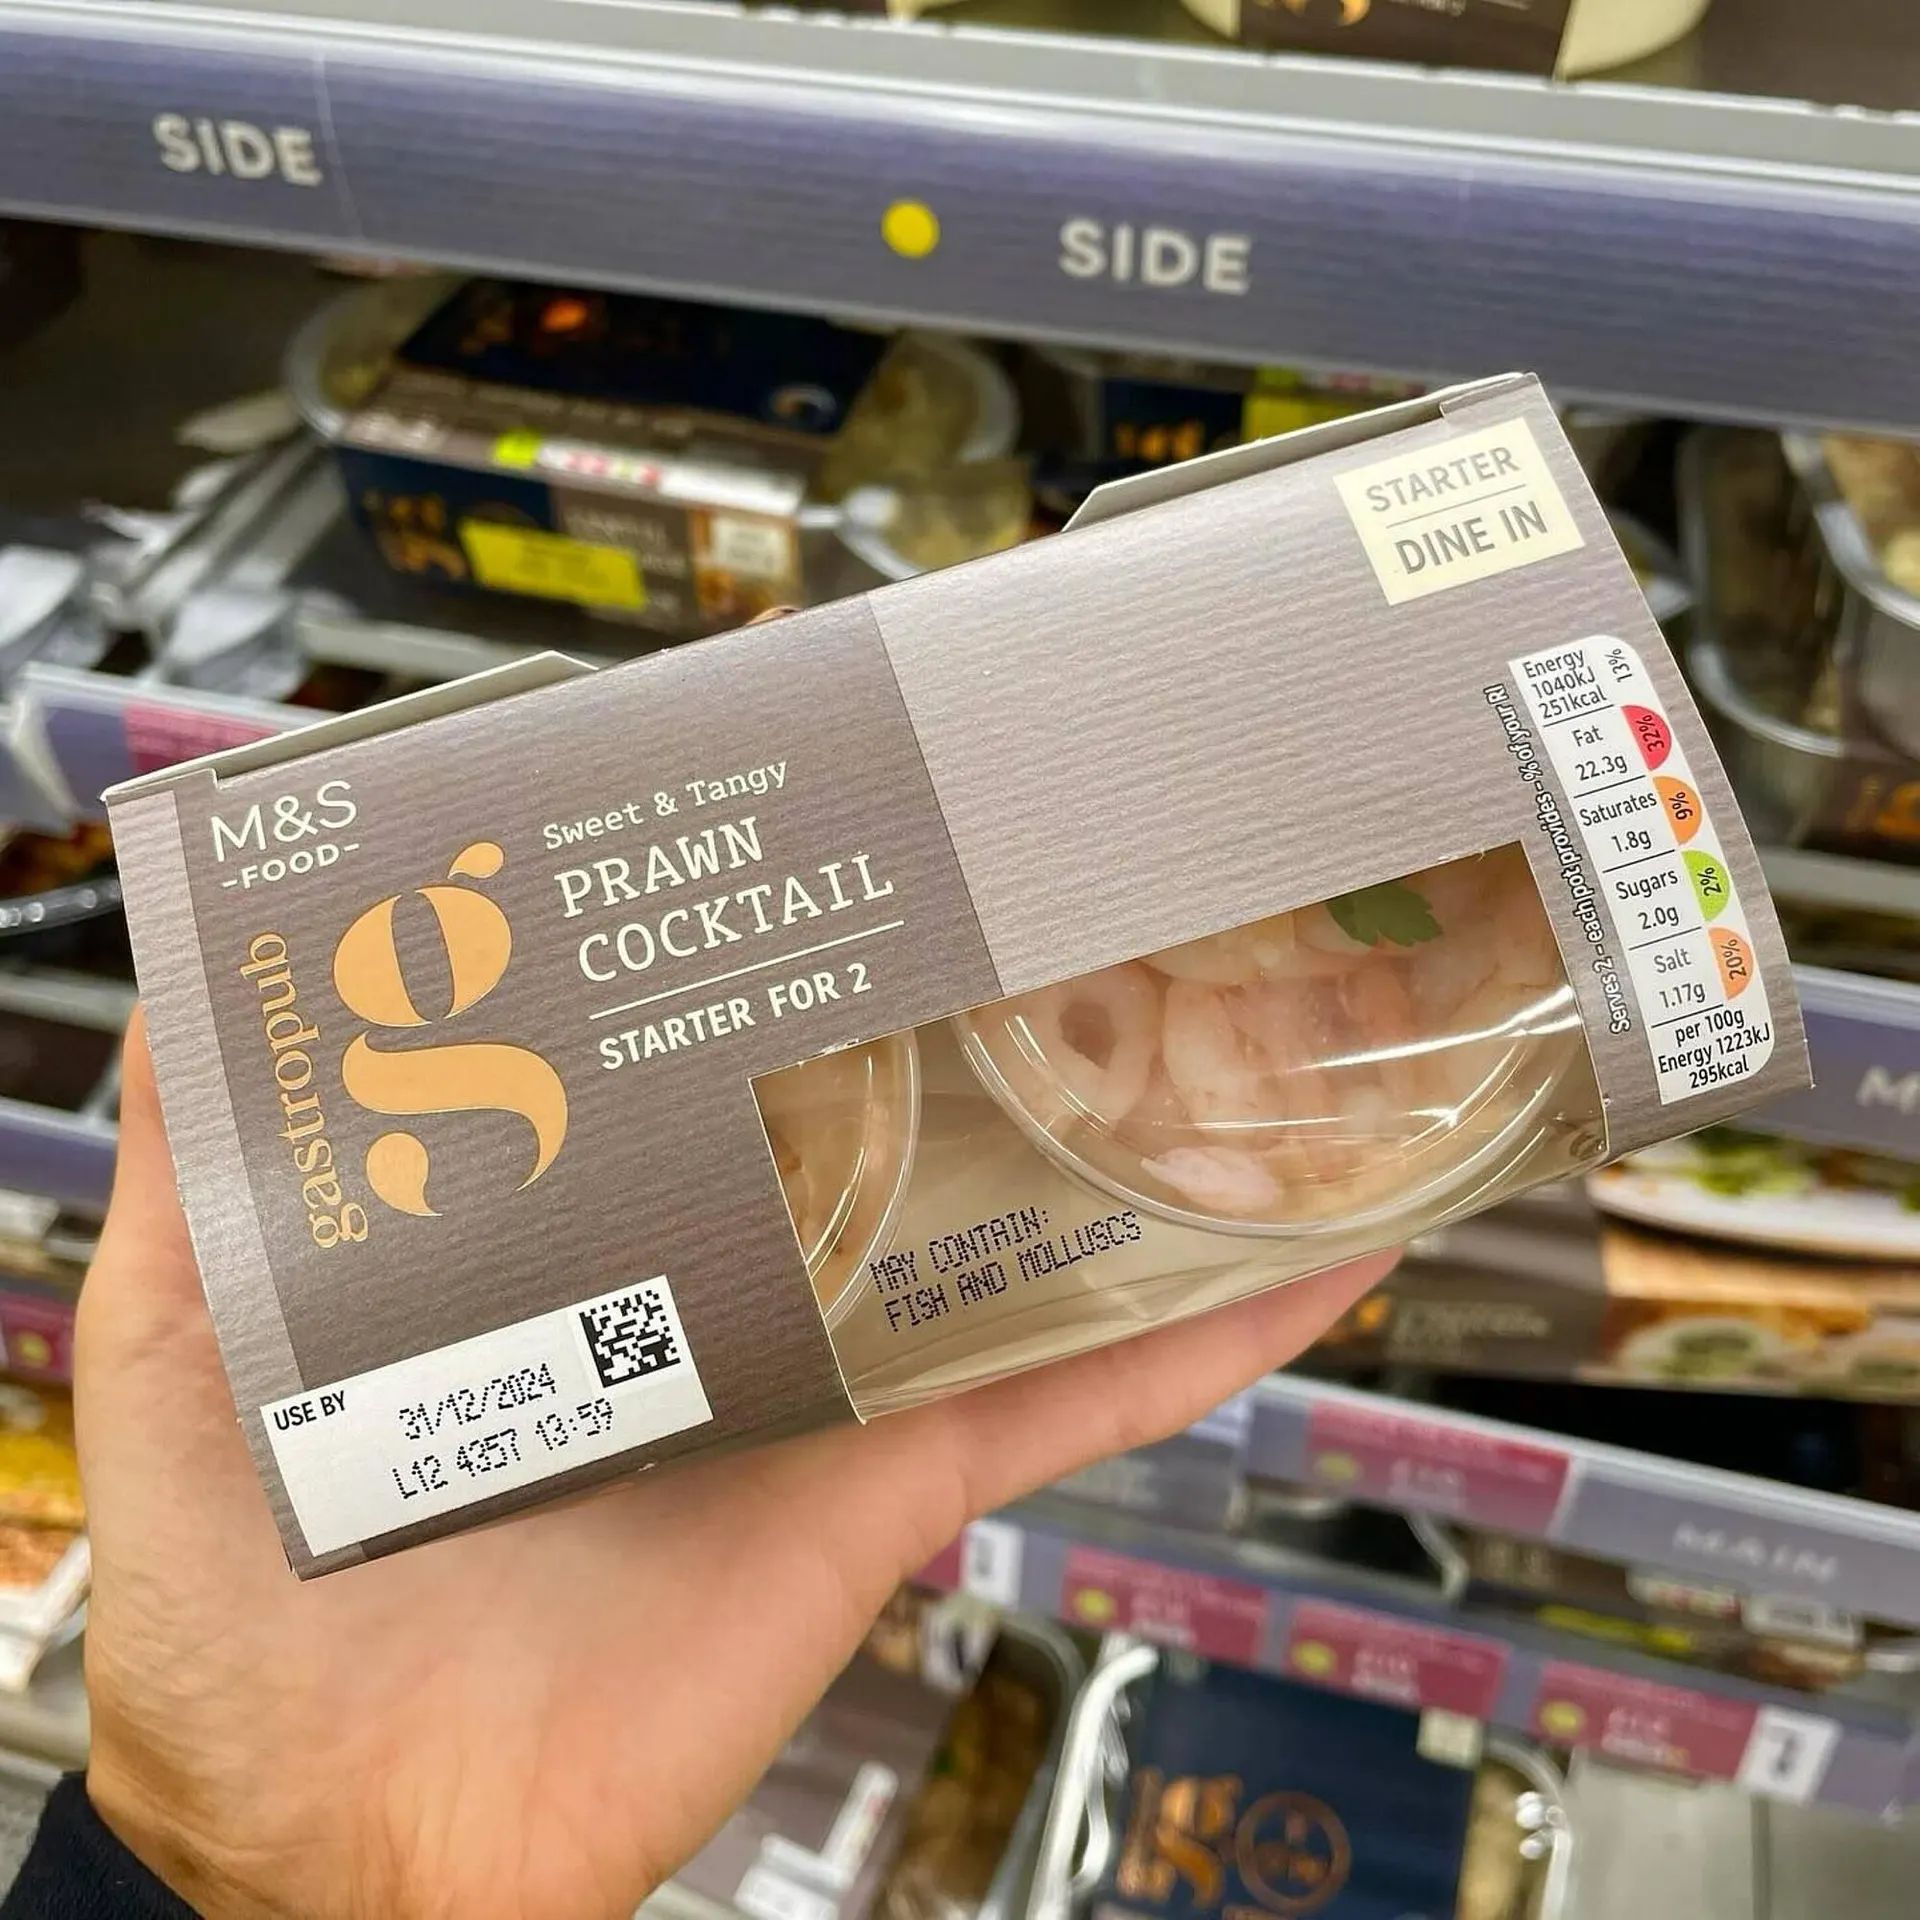 SIDE
SIDE
STARTER
DINE IN
M&S
-FOOD-
gastropub
g
Sweet & Tangy
PRAWN
COCKTAIL
STARTER FOR 2
Serves 2 - each pot provides - % of your RI
Energy
1040kJ
251kcal
13%
Fat
22.3g
32%
Saturates
1.8g
9%
Sugars
2.0g
2%
Salt
1.17g
20%
per 100g
Energy 1223kJ
295kcal
MAY CONTAIN:
FISH AND MOLLUSCS
USE BY
31/12/2024
L12 4357 13:59
MAIN